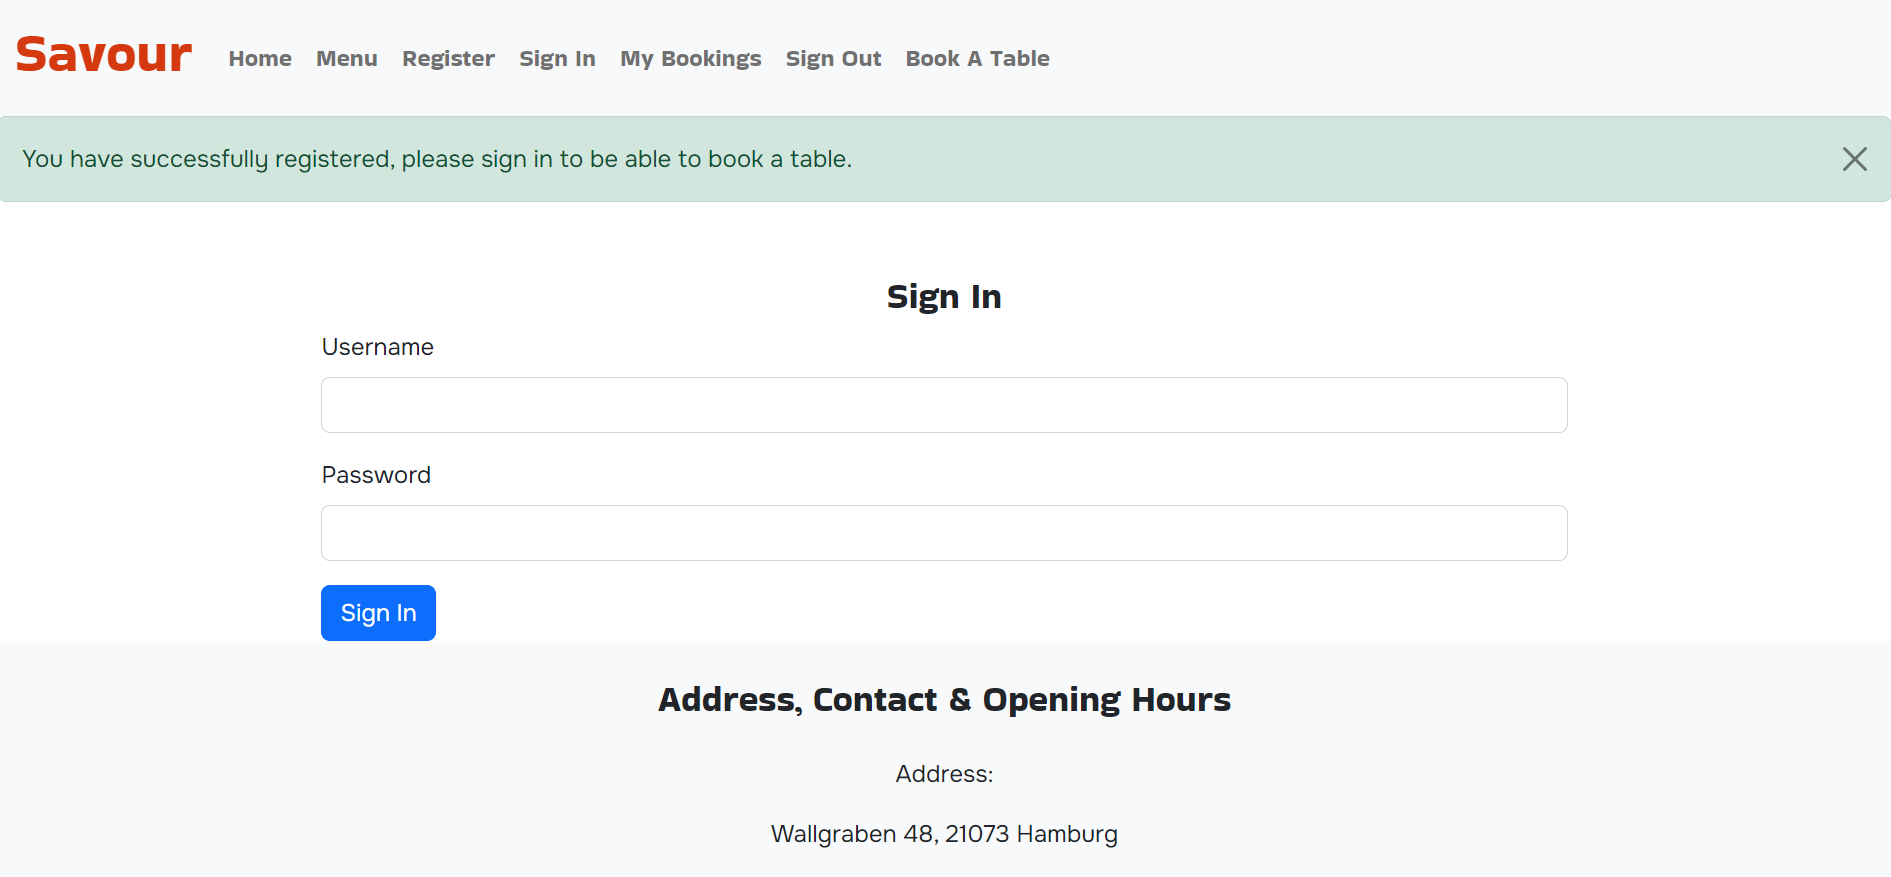 Savour Home Menu Register Sign In My Bookings Sign Out Book A Table
You have successfully registered, please sign in to be able to book a table.
Sign In
Username
Password
Sign In
Address, Contact & Opening Hours
Address:
Wallgraben 48, 21073 Hamburg